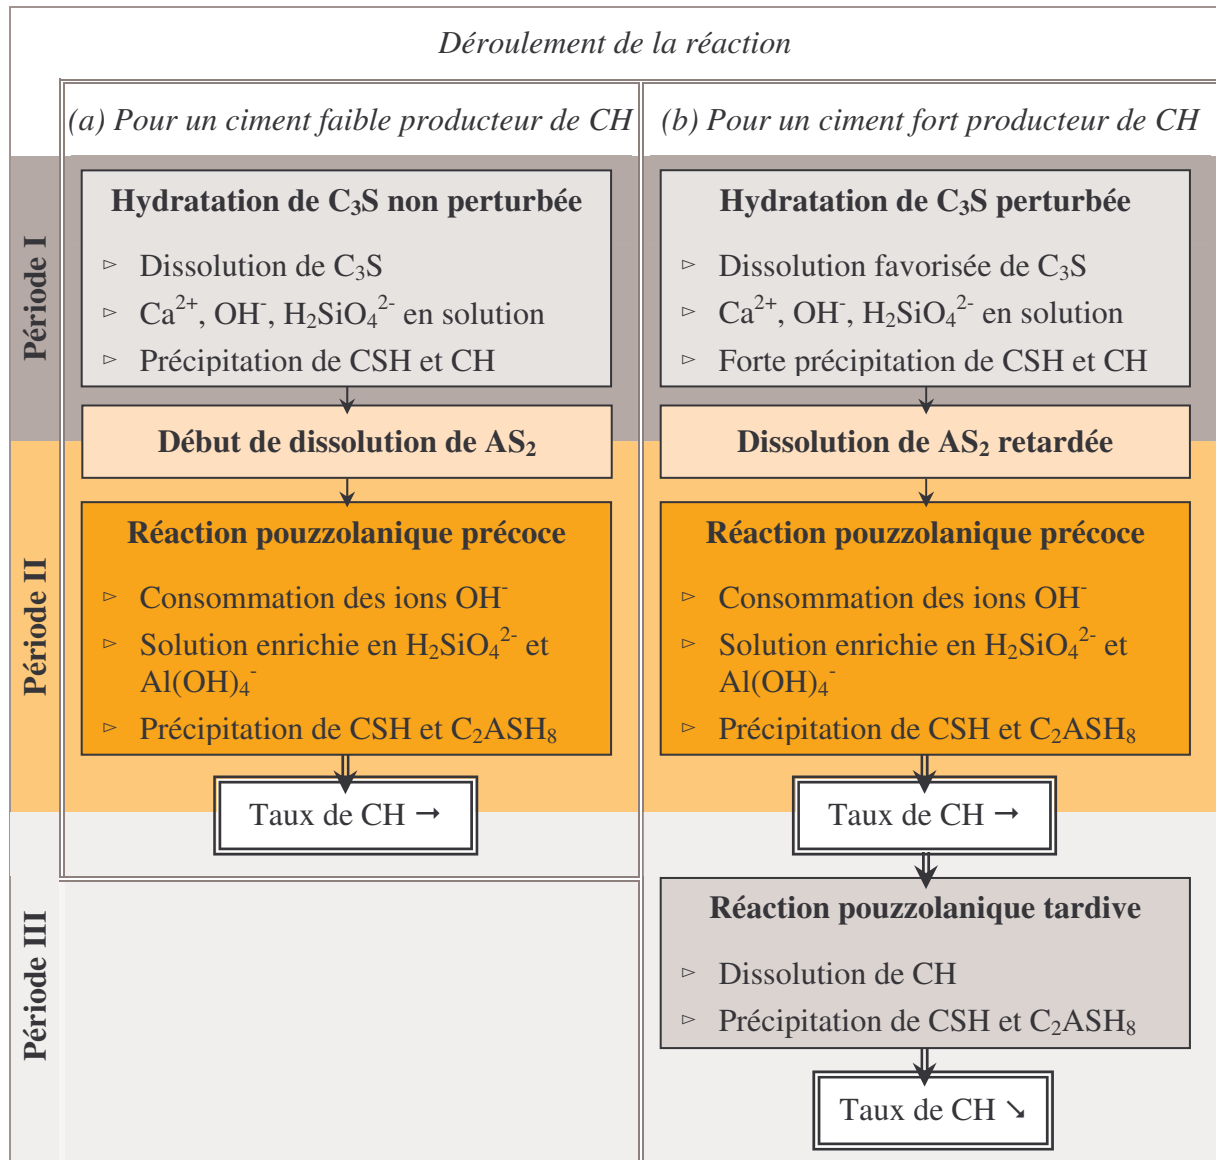 Déroulement de la réaction
(a) Pour un ciment faible producteur de CH
(b) Pour un ciment fort producteur de CH
Période I
Hydratation de C₃S non perturbée
▻ Dissolution de C₃S
▻ Ca²⁺, OH⁻, H₂SiO₄²⁻ en solution
▻ Précipitation de CSH et CH
Hydratation de C₃S perturbée
▻ Dissolution favorisée de C₃S
▻ Ca²⁺, OH⁻, H₂SiO₄²⁻ en solution
▻ Forte précipitation de CSH et CH
Début de dissolution de AS₂
Dissolution de AS₂ retardée
Période II
Réaction pouzzolanique précoce
▻ Consommation des ions OH⁻
▻ Solution enrichie en H₂SiO₄²⁻ et
Al(OH)₄⁻
▻ Précipitation de CSH et C₂ASH₈
Réaction pouzzolanique précoce
▻ Consommation des ions OH⁻
▻ Solution enrichie en H₂SiO₄²⁻ et
Al(OH)₄⁻
▻ Précipitation de CSH et C₂ASH₈
Taux de CH →
Taux de CH →
Période III
Réaction pouzzolanique tardive
▻ Dissolution de CH
▻ Précipitation de CSH et C₂ASH₈
Taux de CH ↘